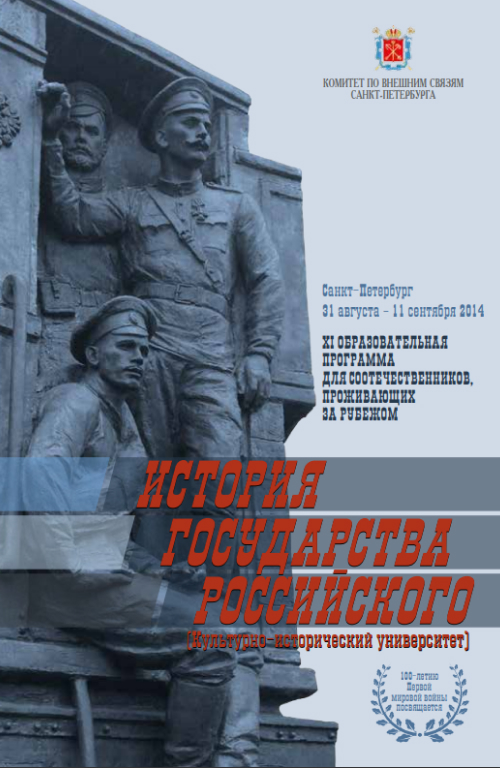 КОМИТЕТ ПО ВНЕШНИМ СВЯЗЯМ
САНКТ-ПЕТЕРБУРГА
Санкт-Петербург
31 августа - 11 сентября 2014
XI ОБРАЗОВАТЕЛЬНАЯ
ПРОГРАММА
ДЛЯ СООТЕЧЕСТВЕННИКОВ,
ПРОЖИВАЮЩИХ
ЗА РУБЕЖОМ
ИСТОРИЯ
ГОСУДАРСТВА
РОССИЙСКОГО
(Культурно-исторический университет)
100-летию
Первой
мировой войны
посвящается